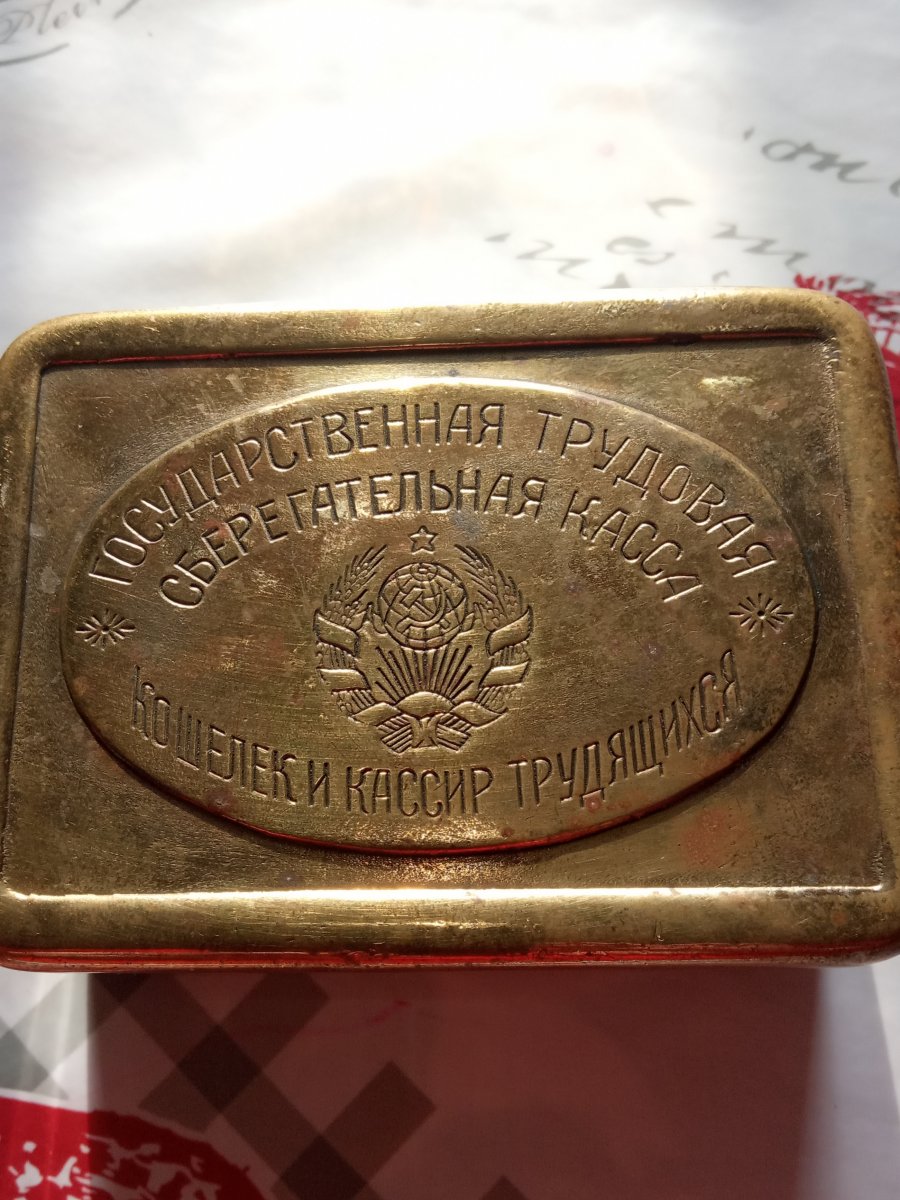 ГОСУДАРСТВЕННАЯ ТРУДОВАЯ
СБЕРЕГАТЕЛЬНАЯ КАССА
КОШЕЛЕК И КАССИР ТРУДЯЩИХСЯ